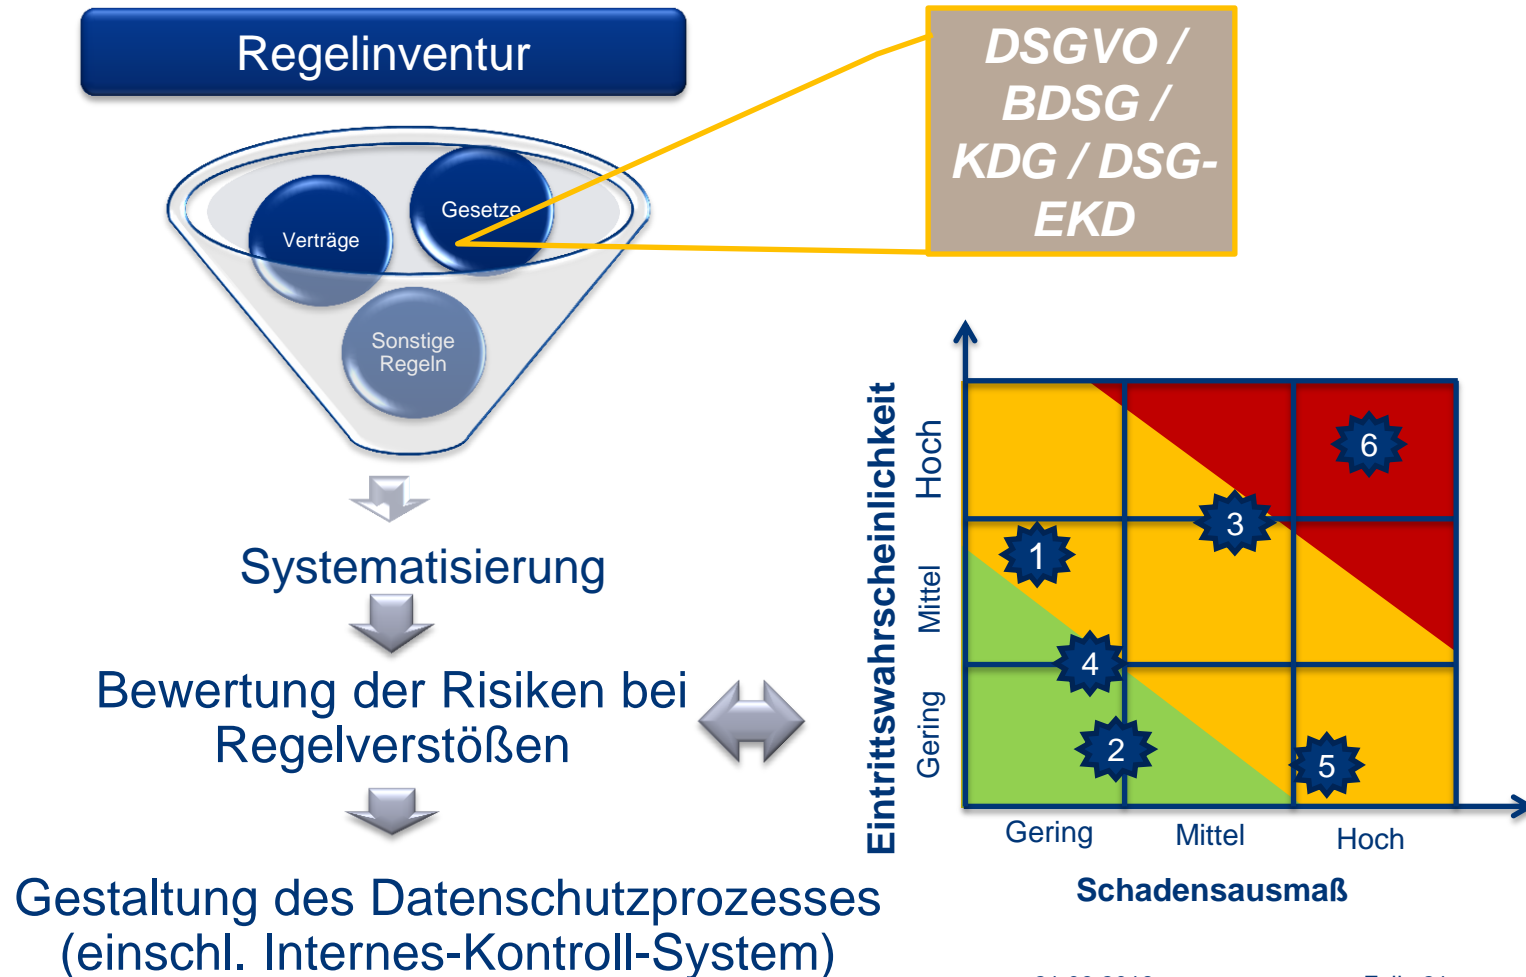 Regelinventur
DSGVO /
BDSG /
KDG / DSG-
EKD
Gesetze
Verträge
Sonstige
Regeln
Systematisierung
Bewertung der Risiken bei
Regelverstößen
Gestaltung des Datenschutzprozesses
(einschl. Internes-Kontroll-System)
Eintrittswahrscheinlichkeit
Hoch
Mittel
Gering
6
3
1
4
2
5
Gering
Mittel
Hoch
Schadensausmaß